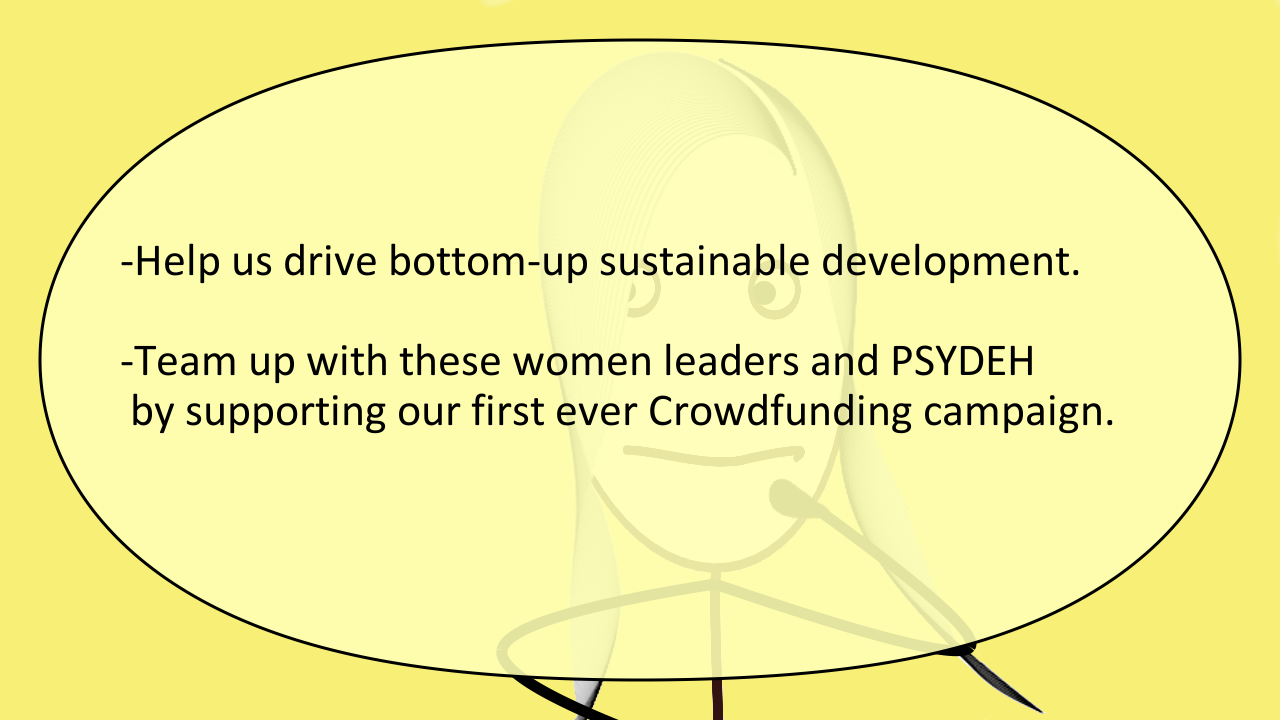 -Help us drive bottom-up sustainable development.
-Team up with these women leaders and PSYDEH
by supporting our first ever Crowdfunding campaign.